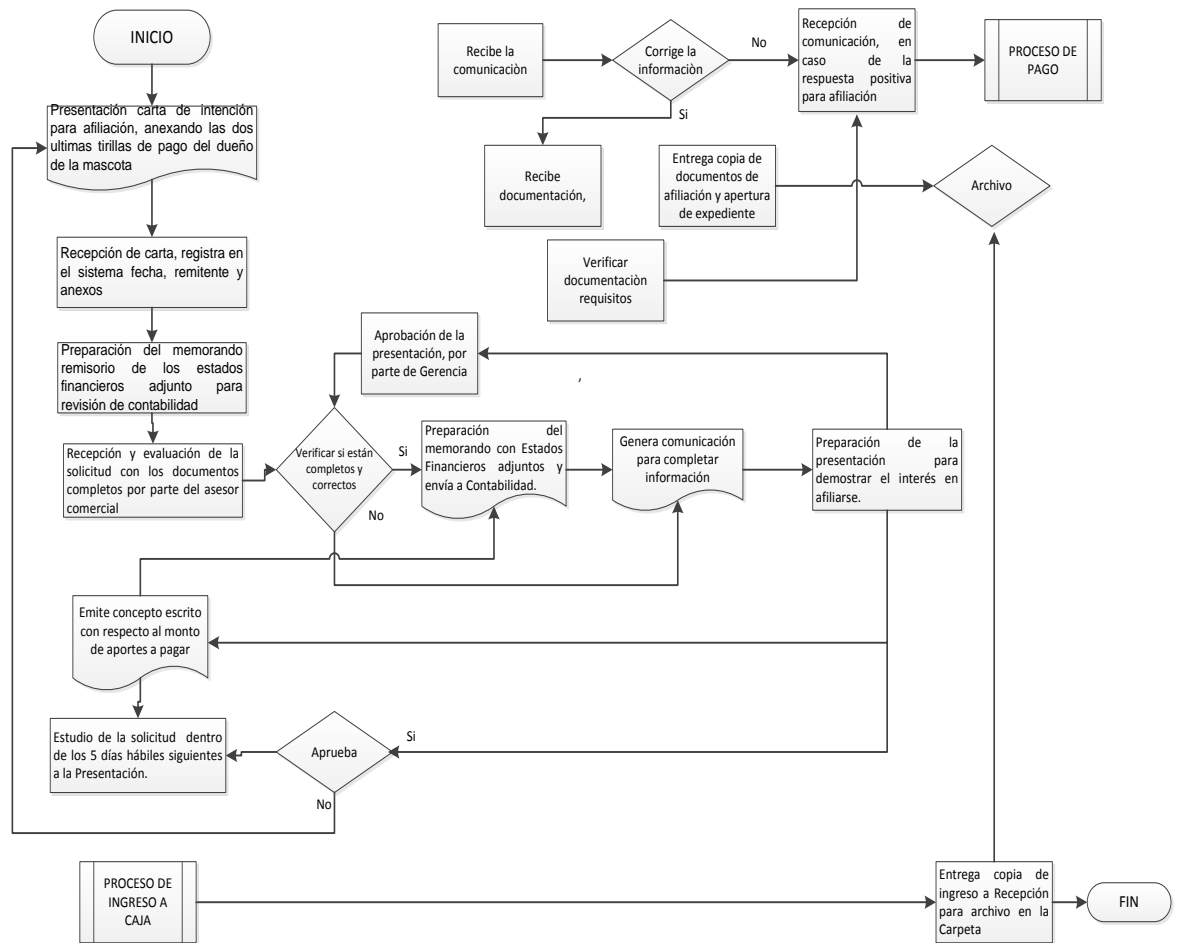 INICIO
Presentación carta de intención
para afiliación, anexando las dos
ultimas tirillas de pago del dueño
de la mascota
Recepción de carta, registra en
el sistema fecha, remitente y
anexos
Preparación del memorando
remisorio de los estados
financieros adjunto para
revisión de contabilidad
Recepción y evaluación de la
solicitud con los documentos
completos por parte del asesor
comercial
Recibe la
comunicaciòn
Corrige la
informaciòn
No
Si
Recepción de
comunicación, en
caso de la
respuesta positiva
para afiliación
PROCESO DE
PAGO
Recibe
documentación,
Entrega copia de
documentos de
afiliación y apertura
de expediente
Archivo
Verificar
documentaciòn
requisitos
Aprobación de la
presentación, por
parte de Gerencia
,
Verificar si están
completos y
correctos
Si
No
Preparación del
memorando con Estados
Financieros adjuntos y
envía a Contabilidad.
Genera comunicación
para completar
información
Preparación de la
presentación para
demostrar el interés en
afiliarse.
Emite concepto escrito
con respecto al monto
de aportes a pagar
Estudio de la solicitud dentro
de los 5 días hábiles siguientes
a la Presentación.
Aprueba
Si
No
PROCESO DE
INGRESO A
CAJA
Entrega copia de
ingreso a Recepción
para archivo en la
Carpeta
FIN